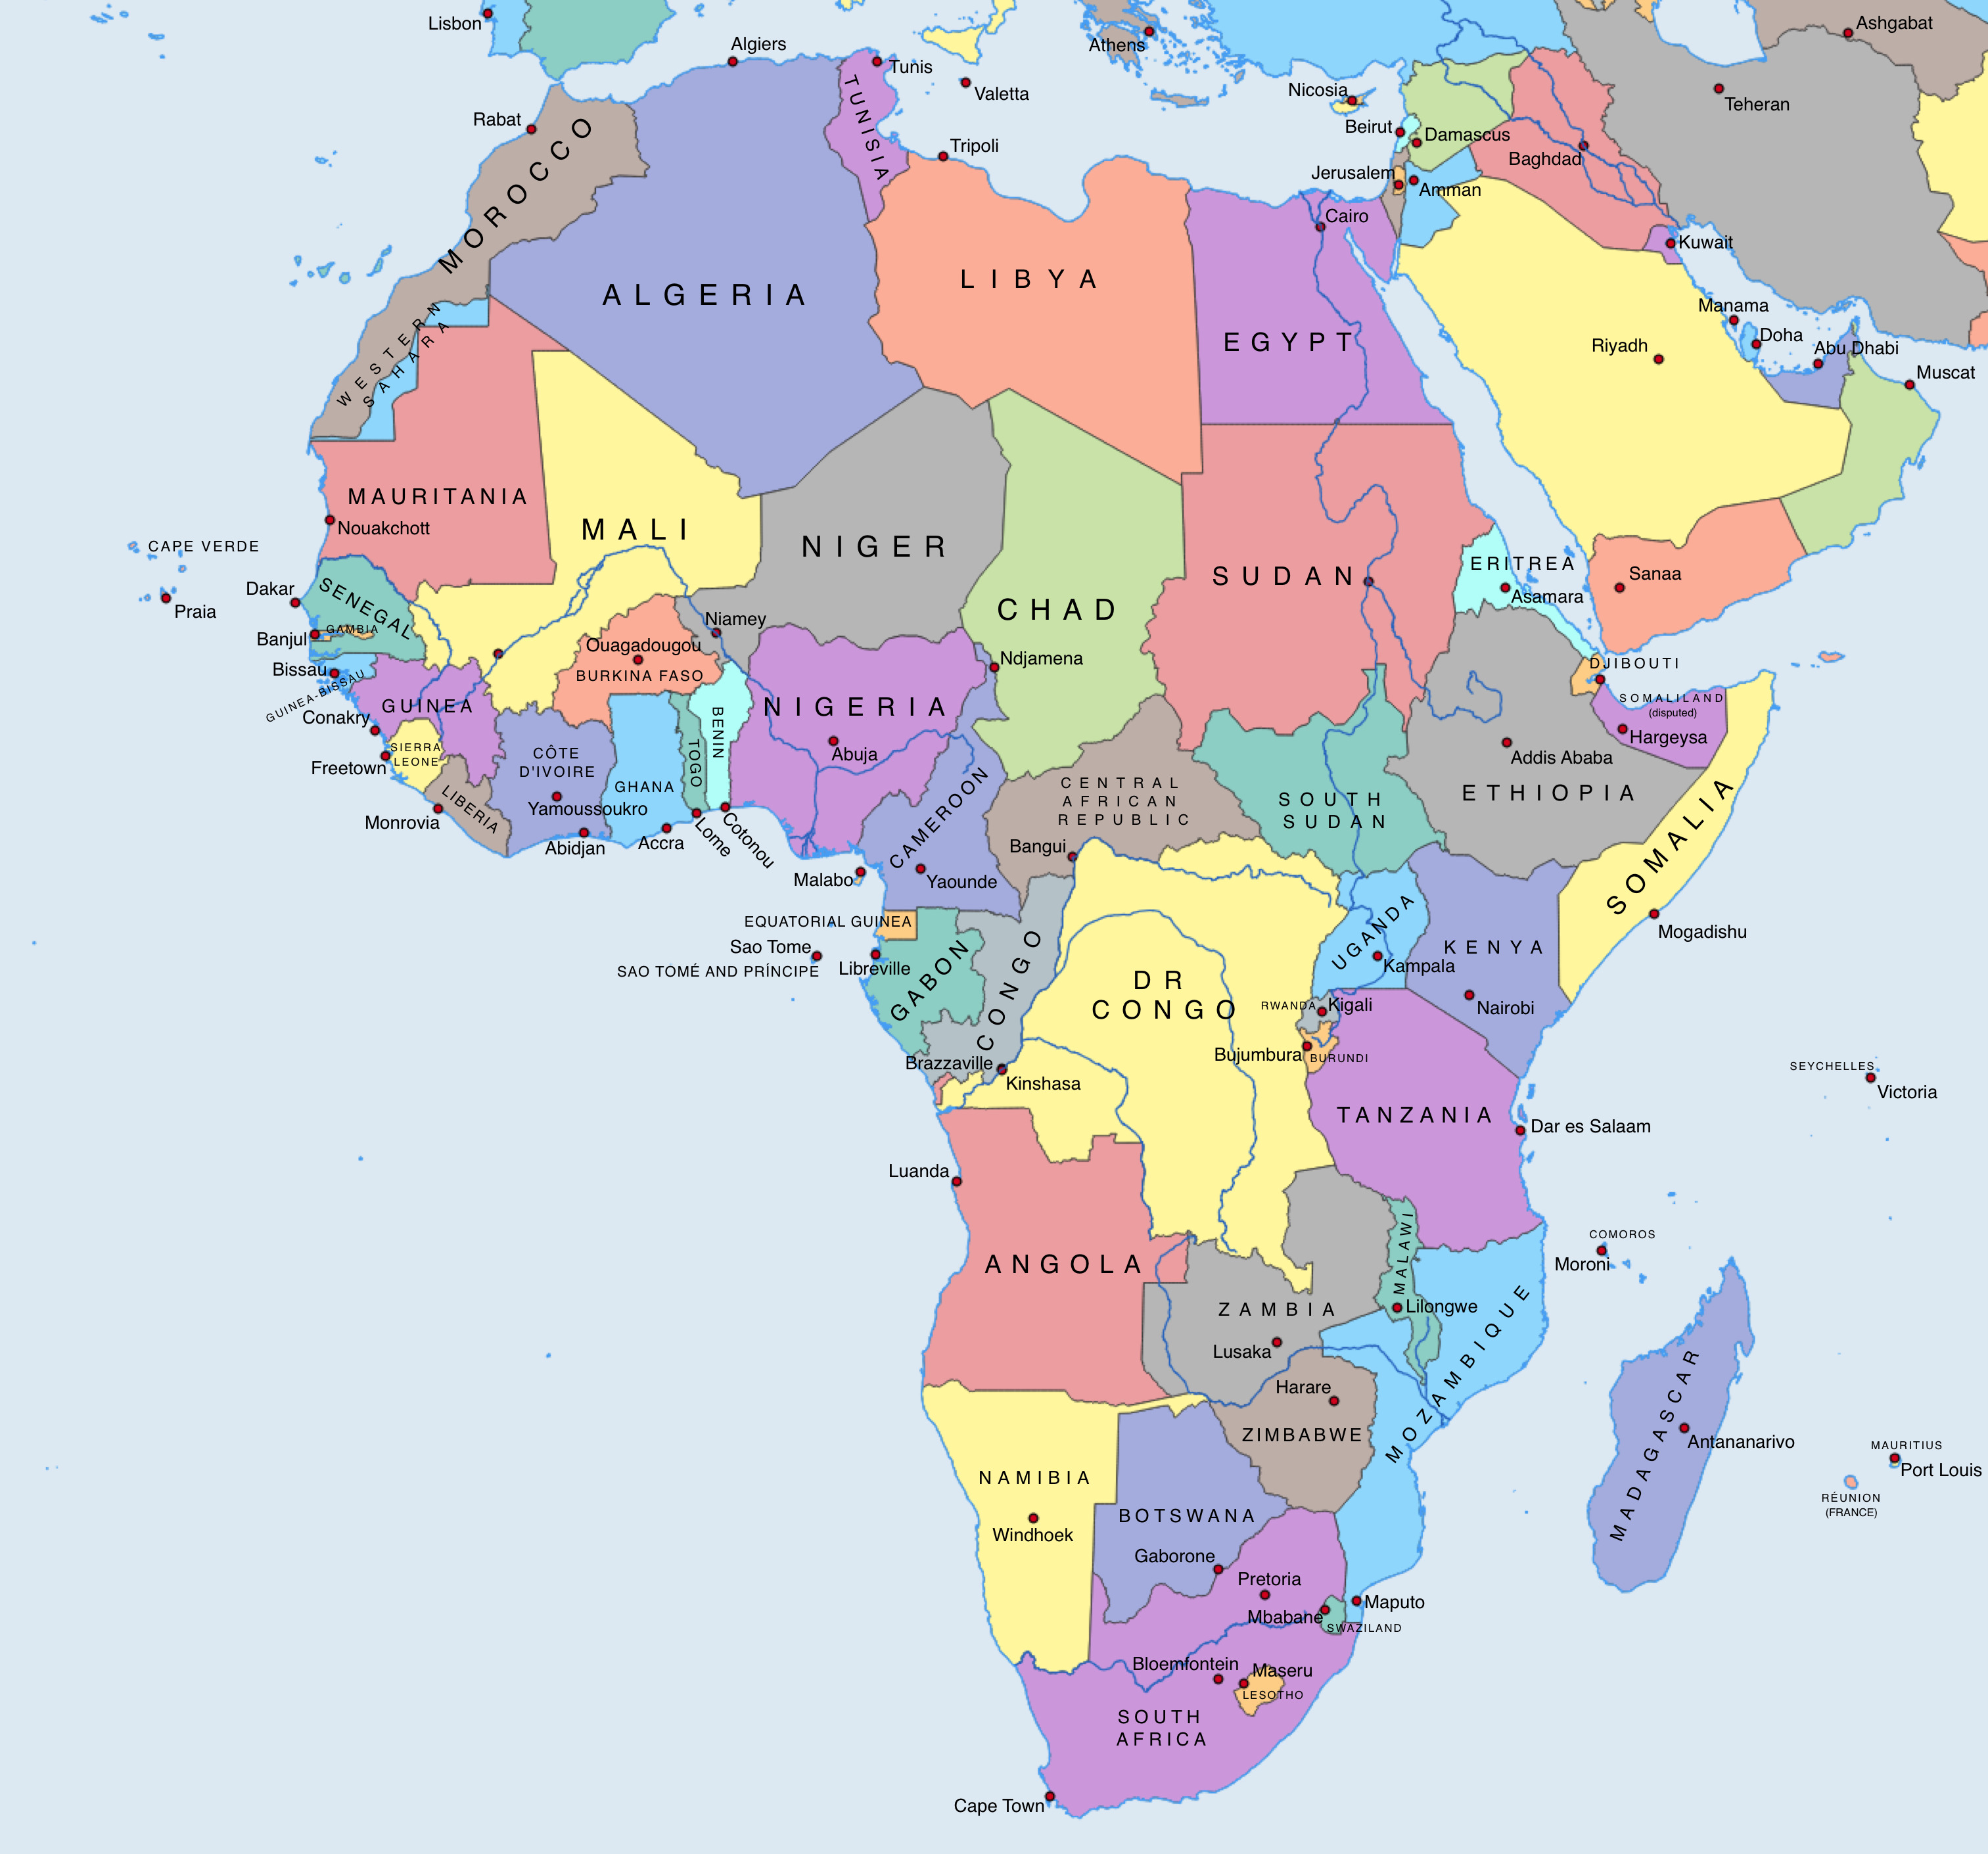 Lisbon
Algiers
Tunis
Athens
Ashgabat
Valetta
Nicosia
Teheran
Rabat
Tripoli
Beirut
Damascus
Baghdad
Jerusalem
Amman
TUNISIA
MOROCCO
Cairo
Kuwait
ALGERIA
LIBYA
EGYPT
Manama
Doha
Riyadh
Abu Dhabi
Muscat
WESTERN
SAHARA
MAURITANIA
Nouakchott
MALI
NIGER
CHAD
SUDAN
ERITREA
Asamara
Sanaa
CAPE VERDE
Praia
Dakar
SENEGAL
Banjul
GAMBIA
Bissau
GUINEA-BISSAU
Niamey
Ouagadougou
BURKINA FASO
Ndjamena
DJIBOUTI
SOMALILAND
(disputed)
Hargeysa
GUINEA
Conakry
SIERRA
LEONE
Freetown
LIBERIA
Monrovia
CÔTE
D'IVOIRE
Yamoussoukro
Abidjan
GHANA
Accra
TOGO
Lome
BENIN
Cotonou
NIGERIA
Abuja
CAMEROON
Yaounde
CENTRAL
AFRICAN
REPUBLIC
Bangui
SOUTH
SUDAN
Addis Ababa
ETHIOPIA
SOMALIA
Mogadishu
Malabo
EQUATORIAL GUINEA
Sao Tome
SAO TOMÉ AND PRÍNCIPE
Libreville
GABON
CONGO
Brazzaville
Kinshasa
DR
CONGO
UGANDA
Kampala
KENYA
Nairobi
RWANDA
Kigali
Bujumbura
BURUNDI
TANZANIA
Dar es Salaam
SEYCHELLES
Victoria
Luanda
ANGOLA
ZAMBIA
Lusaka
MALAWI
Lilongwe
MOZAMBIQUE
COMOROS
Moroni
Harare
ZIMBABWE
MADAGASCAR
Antananarivo
MAURITIUS
Port Louis
RÉUNION
(FRANCE)
NAMIBIA
Windhoek
BOTSWANA
Gaborone
Pretoria
Mbabane
SWAZILAND
Maputo
Bloemfontein
Maseru
LESOTHO
SOUTH
AFRICA
Cape Town